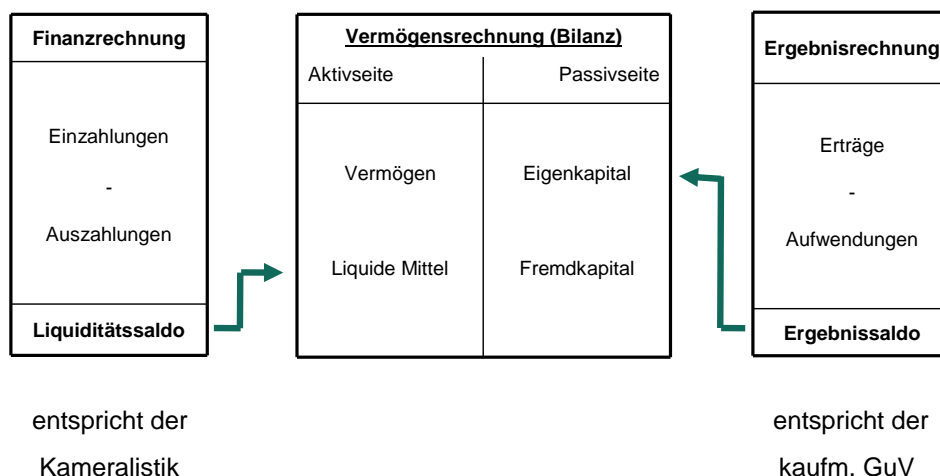 Finanzrechnung
Einzahlungen
-
Auszahlungen
Liquiditätssaldo
entspricht der
Kameralistik
Vermögensrechnung (Bilanz)
Aktivseite Passivseite
Vermögen Eigenkapital
Liquide Mittel Fremdkapital
Ergebnisrechnung
Erträge
-
Aufwendungen
Ergebnissaldo
entspricht der
kaufm. GuV